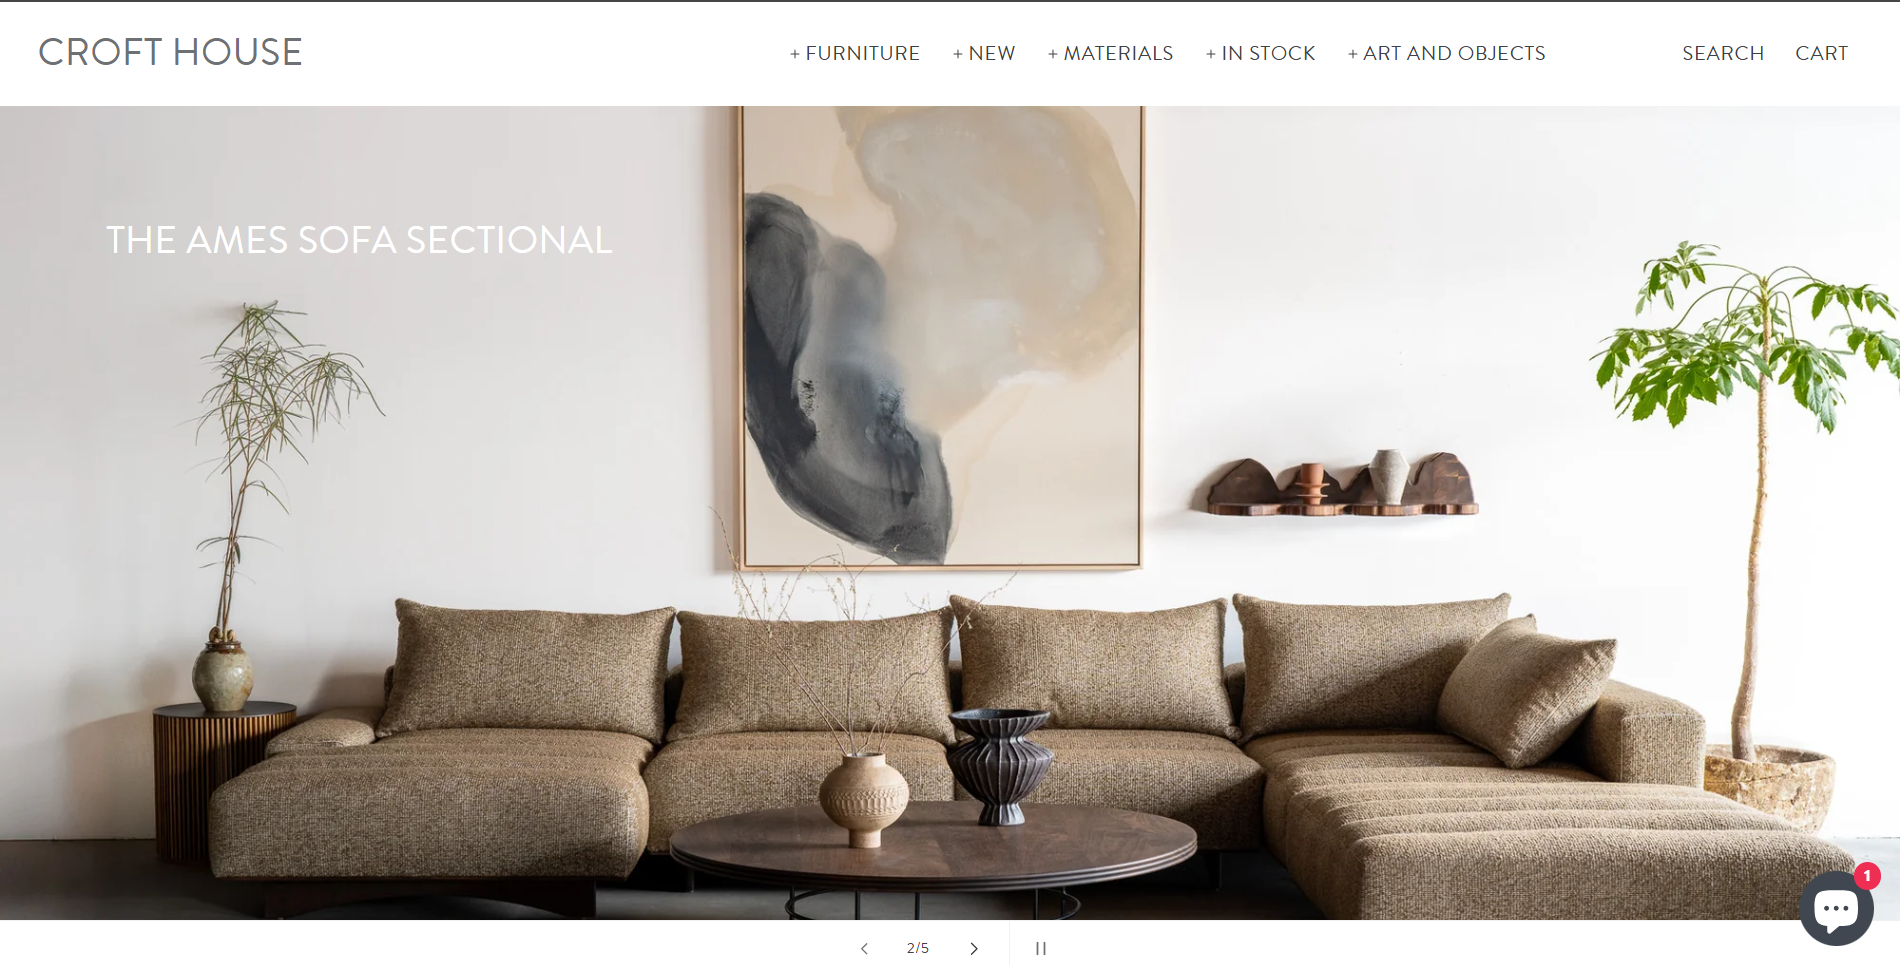 CROFT HOUSE
+ FURNITURE + NEW + MATERIALS + IN STOCK + ART AND OBJECTS SEARCH CART
THE AMES SOFA SECTIONAL
2/5
1